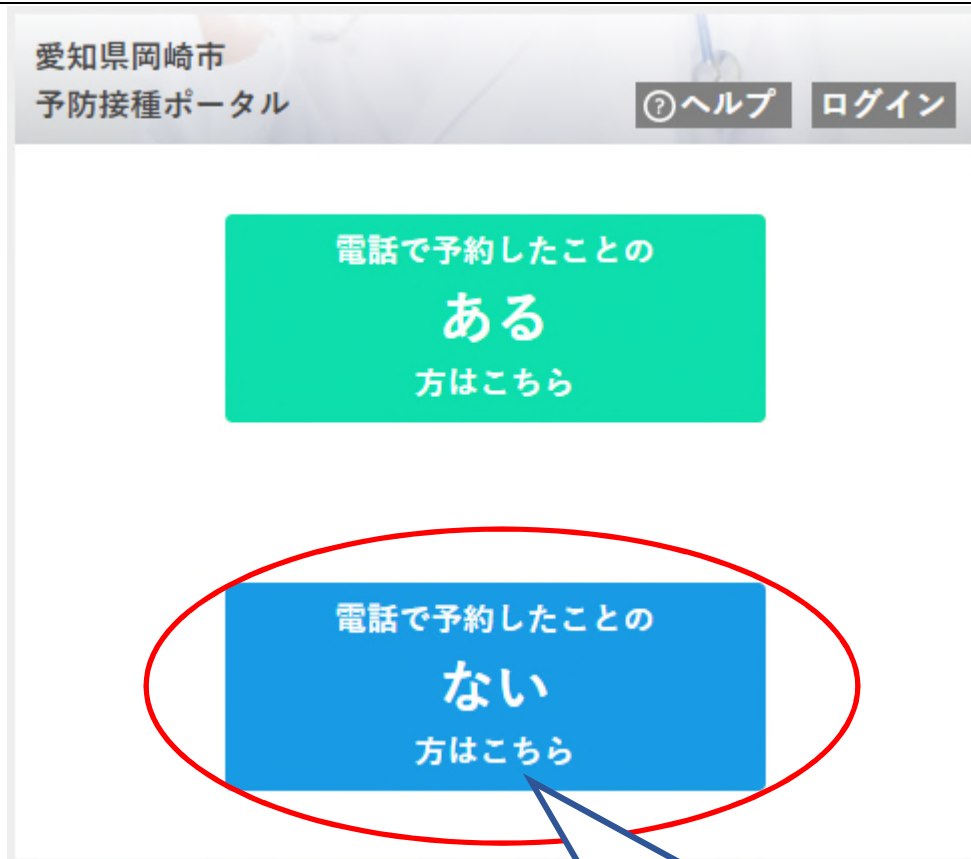 愛知県岡崎市
予防接種ポータル
?ヘルプ ログイン
電話で予約したことの
ある
方はこちら
電話で予約したことの
ない
方はこちら